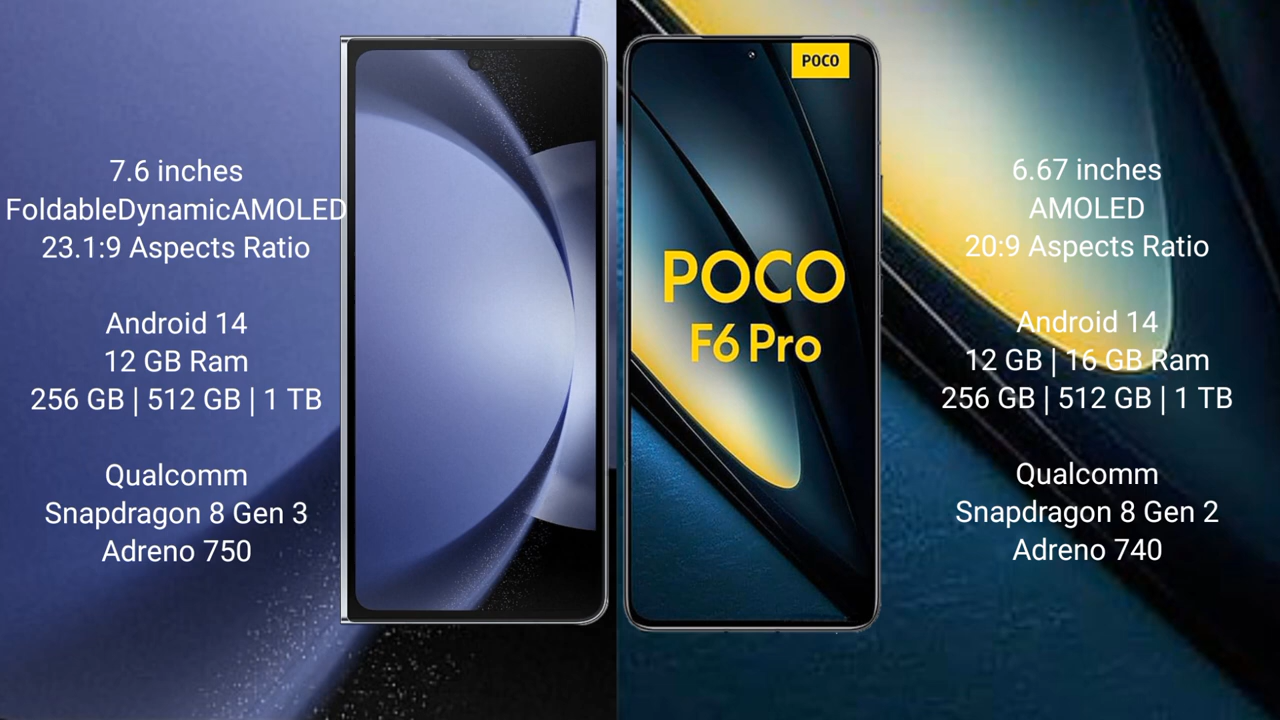 7.6 inches
FoldableDynamicAMOLED
23.1:9 Aspects Ratio
Android 14
12 GB Ram
256 GB | 512 GB | 1 TB
Qualcomm
Snapdragon 8 Gen 3
Adreno 750
POCO
POCO
F6 Pro
6.67 inches
AMOLED
20:9 Aspects Ratio
Android 14
12 GB | 16 GB Ram
256 GB | 512 GB | 1 TB
Qualcomm
Snapdragon 8 Gen 2
Adreno 740